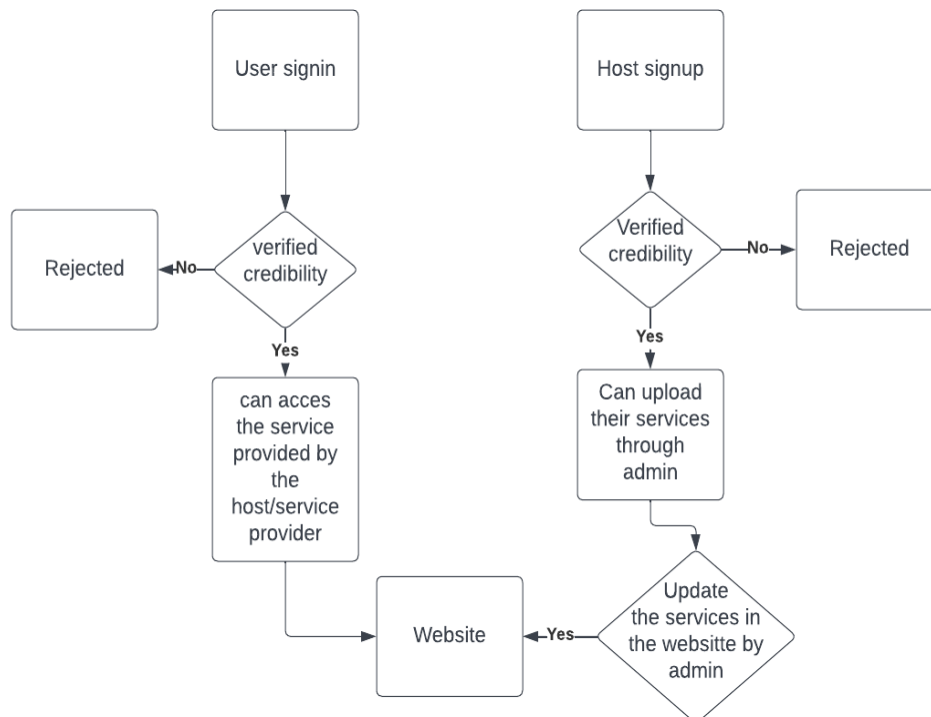 User signin
Host signup
verified
credibility
Verified
credibility
Rejected
No
No
Rejected
Yes
Yes
can acces
the service
provided by
the
host/service
provider
Can upload
their services
through
admin
Website
Yes
Update
the services in
the websitte by
admin